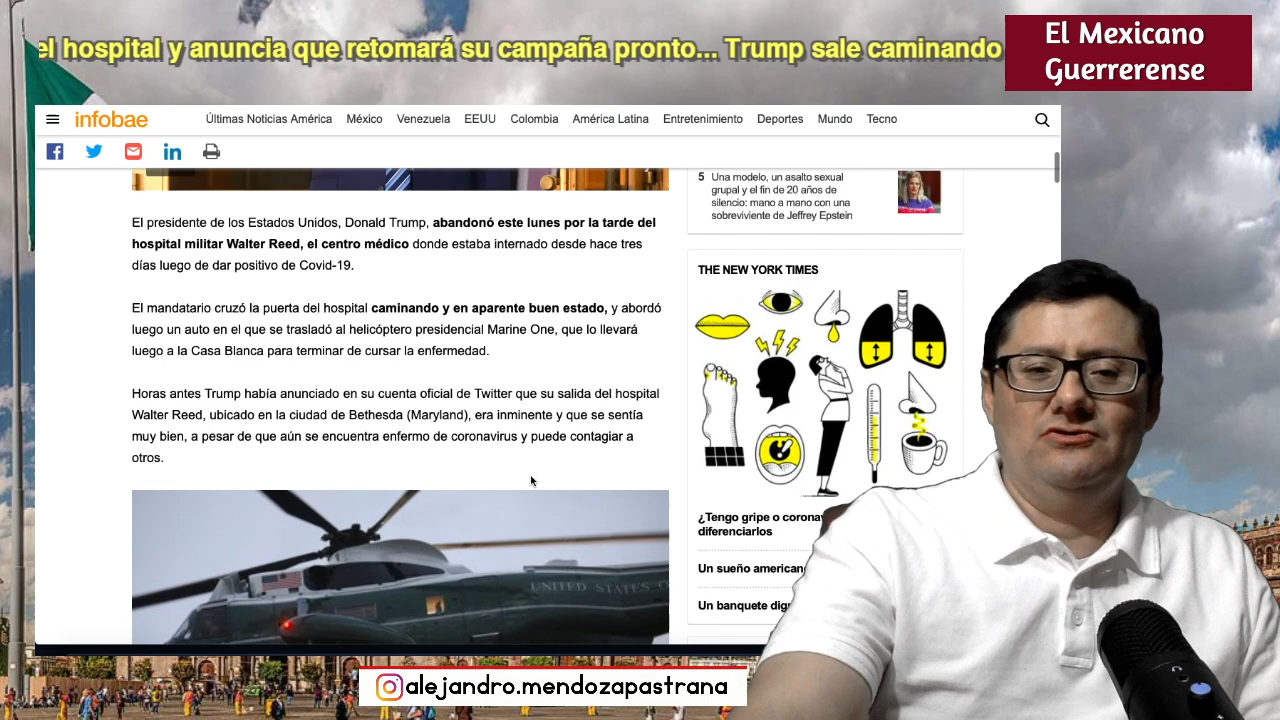 el hospital y anuncia que retomará su campaña pronto... Trump sale caminando
El Mexicano
Guerrerense
infobae
Últimas Noticias América México Venezuela EEUU Colombia América Latina Entretenimiento Deportes Mundo Tecno
5 Una modelo, un asalto sexual
grupal y el fin de 20 años de
silencio: mano a mano con una
sobreviviente de Jeffrey Epstein
El presidente de los Estados Unidos, Donald Trump, abandonó este lunes por la tarde del
hospital militar Walter Reed, el centro médico donde estaba internado desde hace tres
días luego de dar positivo de Covid-19.
El mandatario cruzó la puerta del hospital caminando y en aparente buen estado, y abordó
luego un auto en el que se trasladó al helicóptero presidencial Marine One, que lo llevará
luego a la Casa Blanca para terminar de cursar la enfermedad.
Horas antes Trump había anunciado en su cuenta oficial de Twitter que su salida del hospital
Walter Reed, ubicado en la ciudad de Bethesda (Maryland), era inminente y que se sentía
muy bien, a pesar de que aún se encuentra enfermo de coronavirus y puede contagiar a
otros.
UNITED STATES O
THE NEW YORK TIMES
¿Tengo gripe o coronav
diferenciarlos
Un sueño american
Un banquete dig
alejandro.mendozapastrana